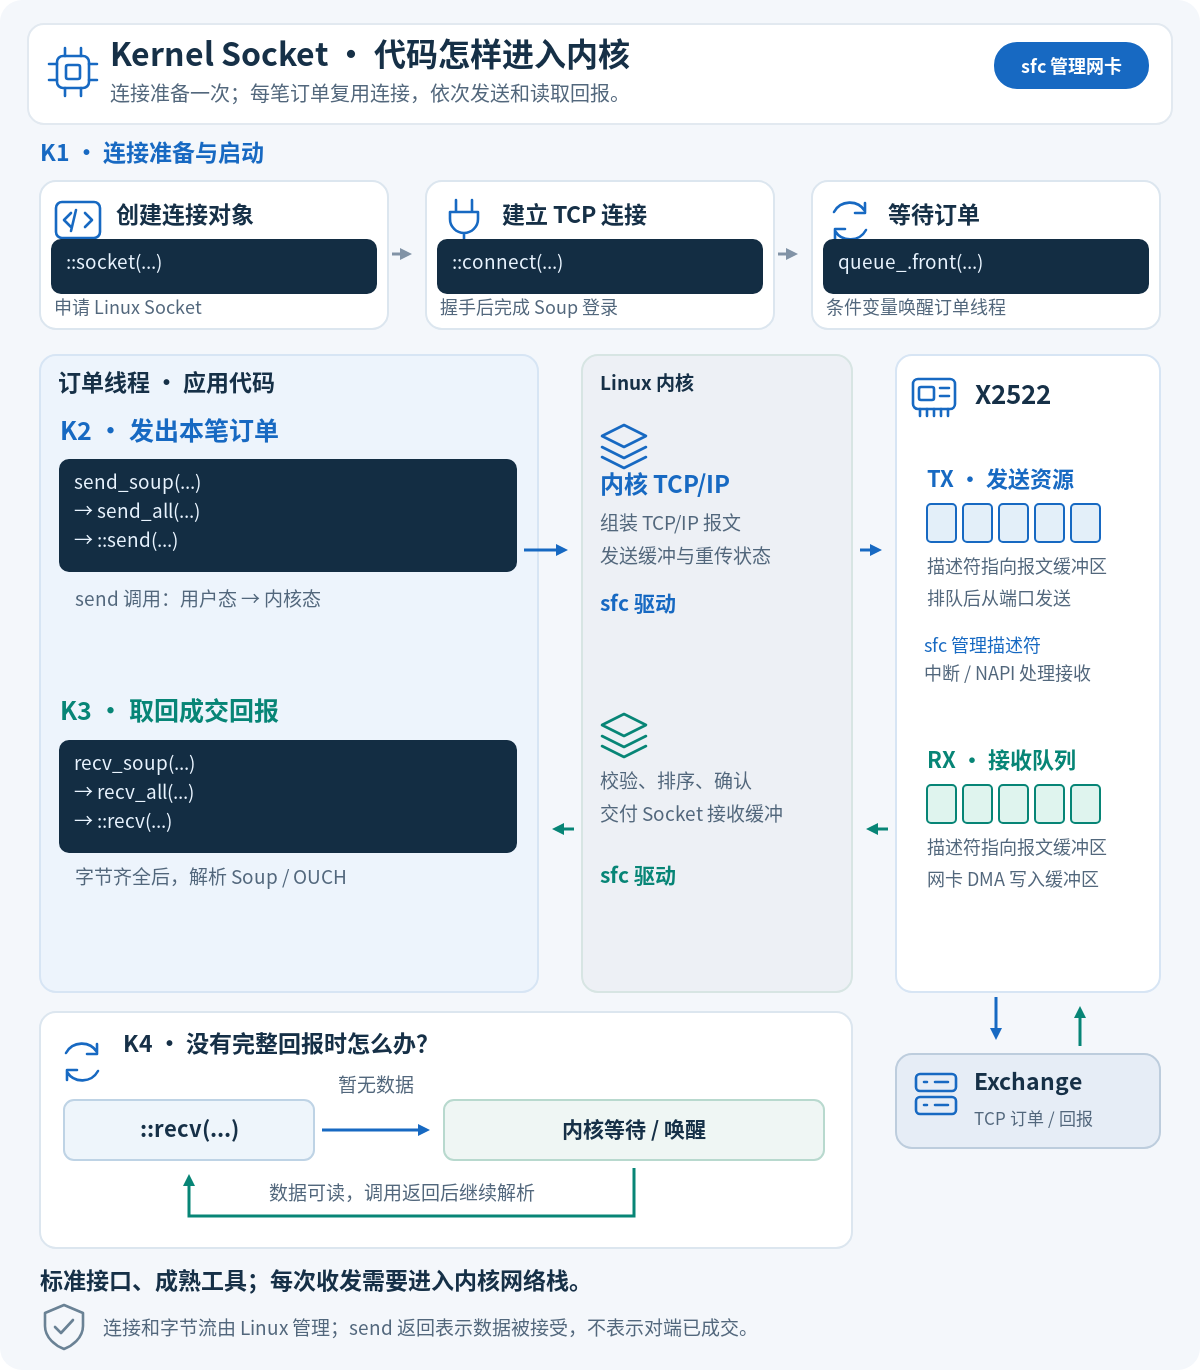 Kernel Socket · 代码怎样进入内核
连接准备一次；每笔订单复用连接，依次发送和读取回报。
sfc 管理网卡
K1 · 连接准备与启动
创建连接对象
::socket(...)
申请 Linux Socket
建立 TCP 连接
::connect(...)
握手后完成 Soup 登录
等待订单
queue_.front(...)
条件变量唤醒订单线程
订单线程 · 应用代码
K2 · 发出本笔订单
send_soup(...)
→ send_all(...)
→ ::send(...)
send 调用：用户态 → 内核态
K3 · 取回成交回报
recv_soup(...)
→ recv_all(...)
→ ::recv(...)
字节齐全后，解析 Soup / OUCH
Linux 内核
内核 TCP/IP
组装 TCP/IP 报文
发送缓冲与重传状态
sfc 驱动
校验、排序、确认
交付 Socket 接收缓冲
sfc 驱动
X2522
TX · 发送资源
描述符指向报文缓冲区
排队后从端口发送
sfc 管理描述符
中断 / NAPI 处理接收
RX · 接收队列
描述符指向报文缓冲区
网卡 DMA 写入缓冲区
K4 · 没有完整回报时怎么办？
暂无数据
::recv(...)
内核等待 / 唤醒
数据可读，调用返回后继续解析
Exchange
TCP 订单 / 回报
标准接口、成熟工具；每次收发需要进入内核网络栈。
连接和字节流由 Linux 管理；send 返回表示数据被接受，不表示对端已成交。